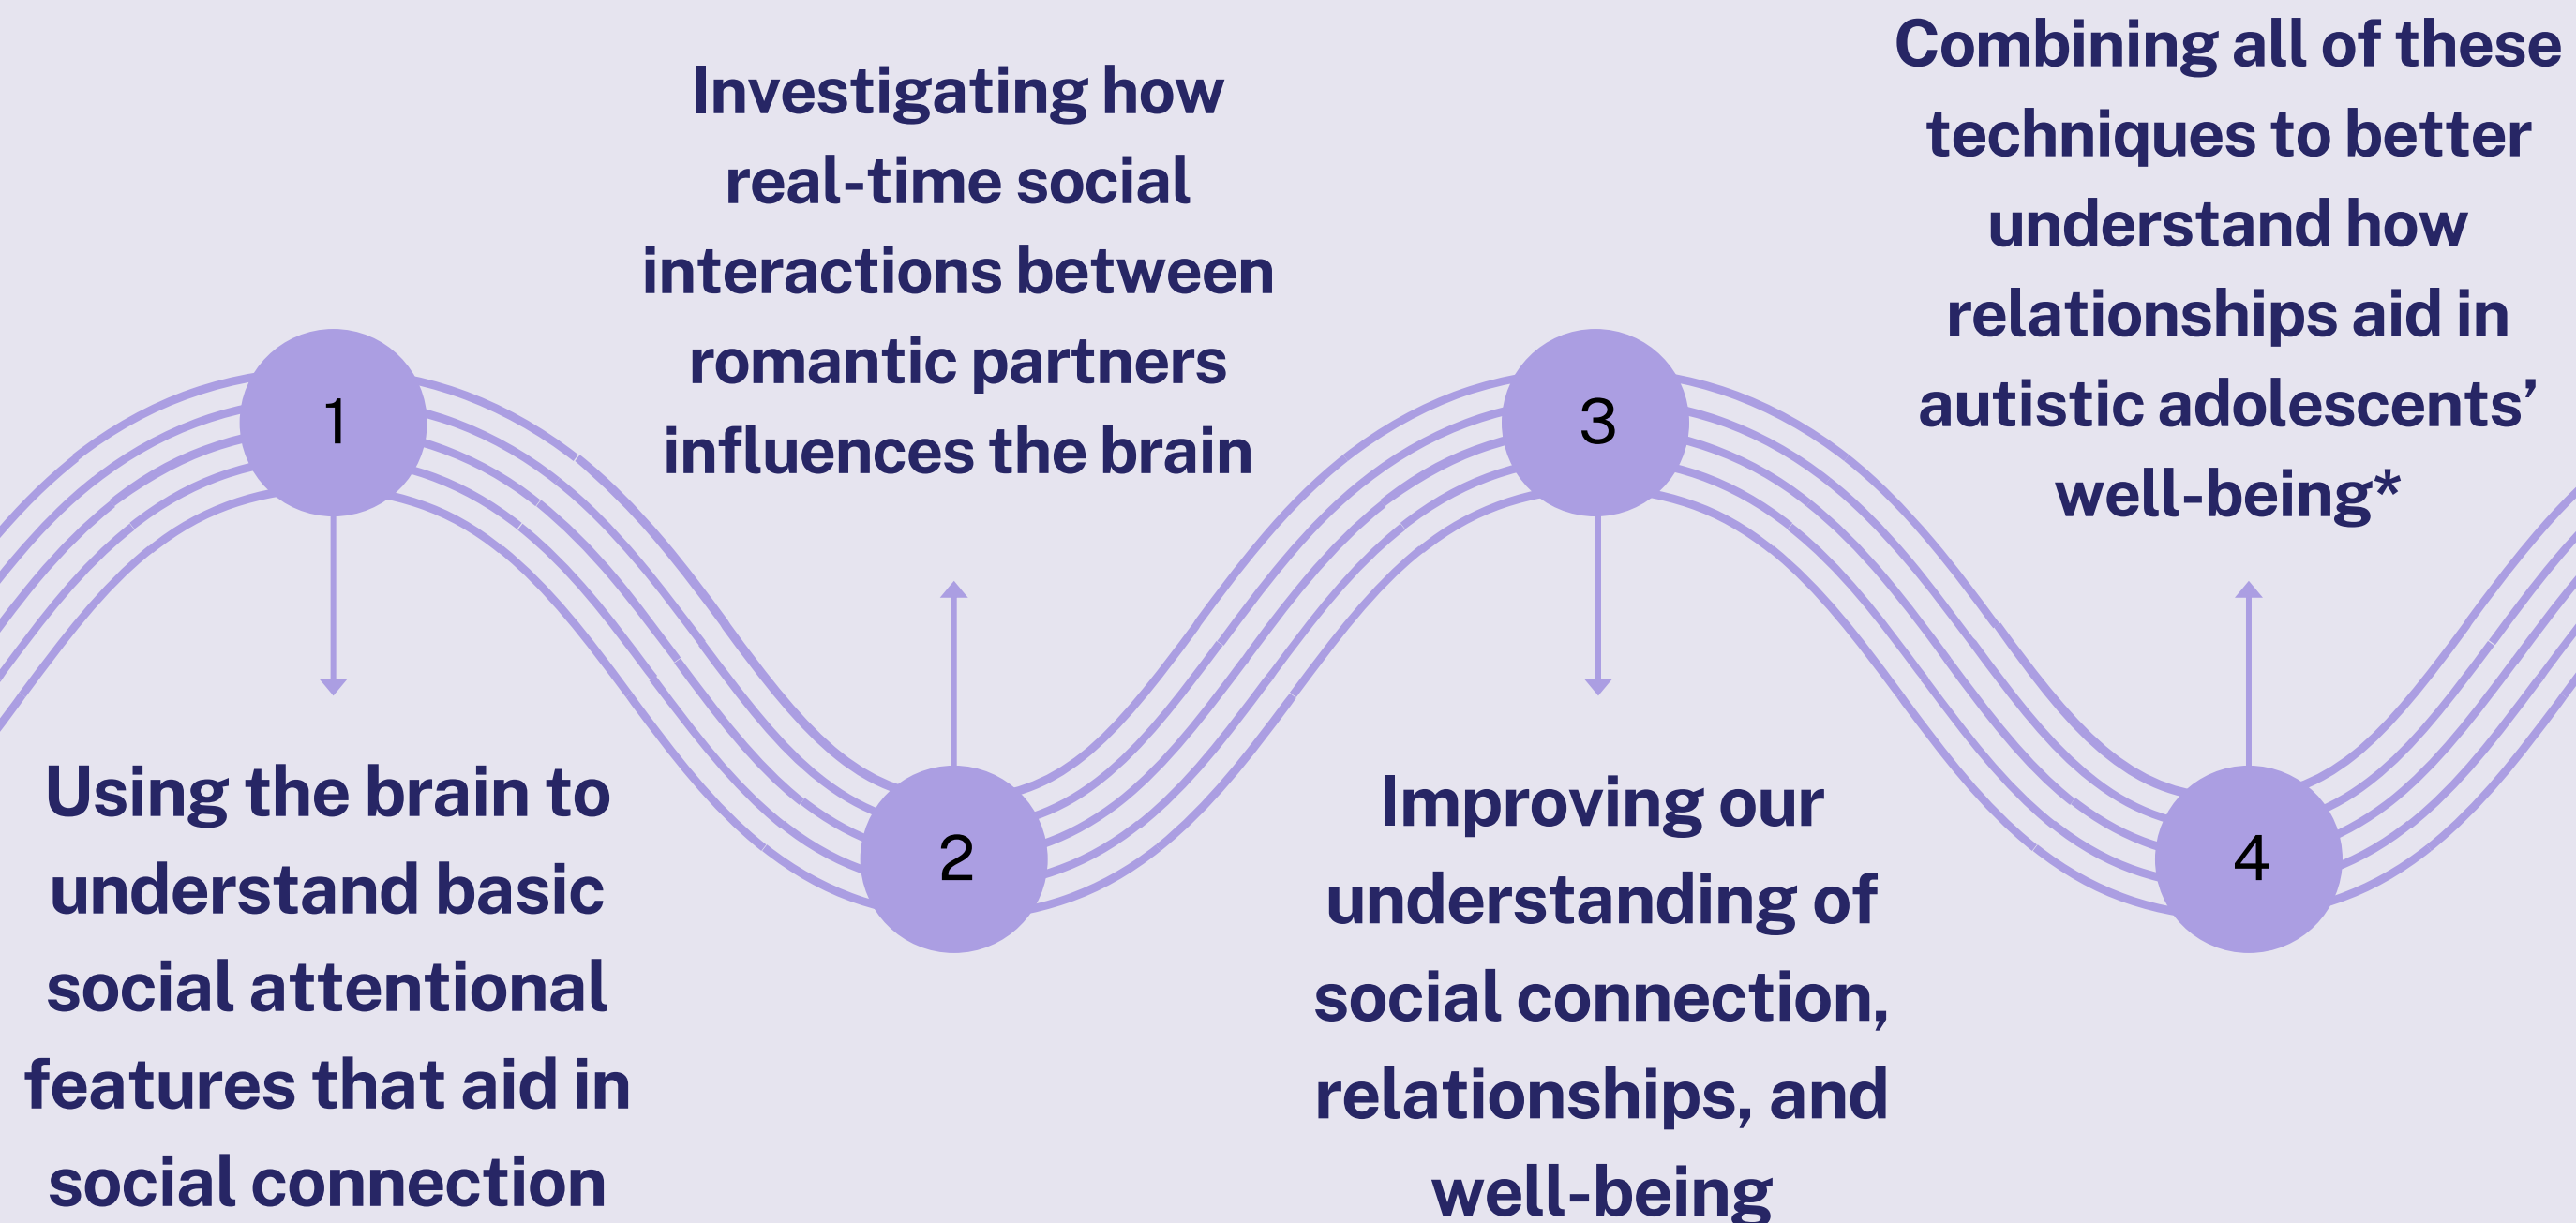 1
Using the brain to
understand basic
social attentional
features that aid in
social connection
Investigating how
real-time social
interactions between
romantic partners
influences the brain
2
3
Improving our
understanding of
social connection,
relationships, and
well-being
Combining all of these
techniques to better
understand how
relationships aid in
autistic adolescents’
well-being*
4